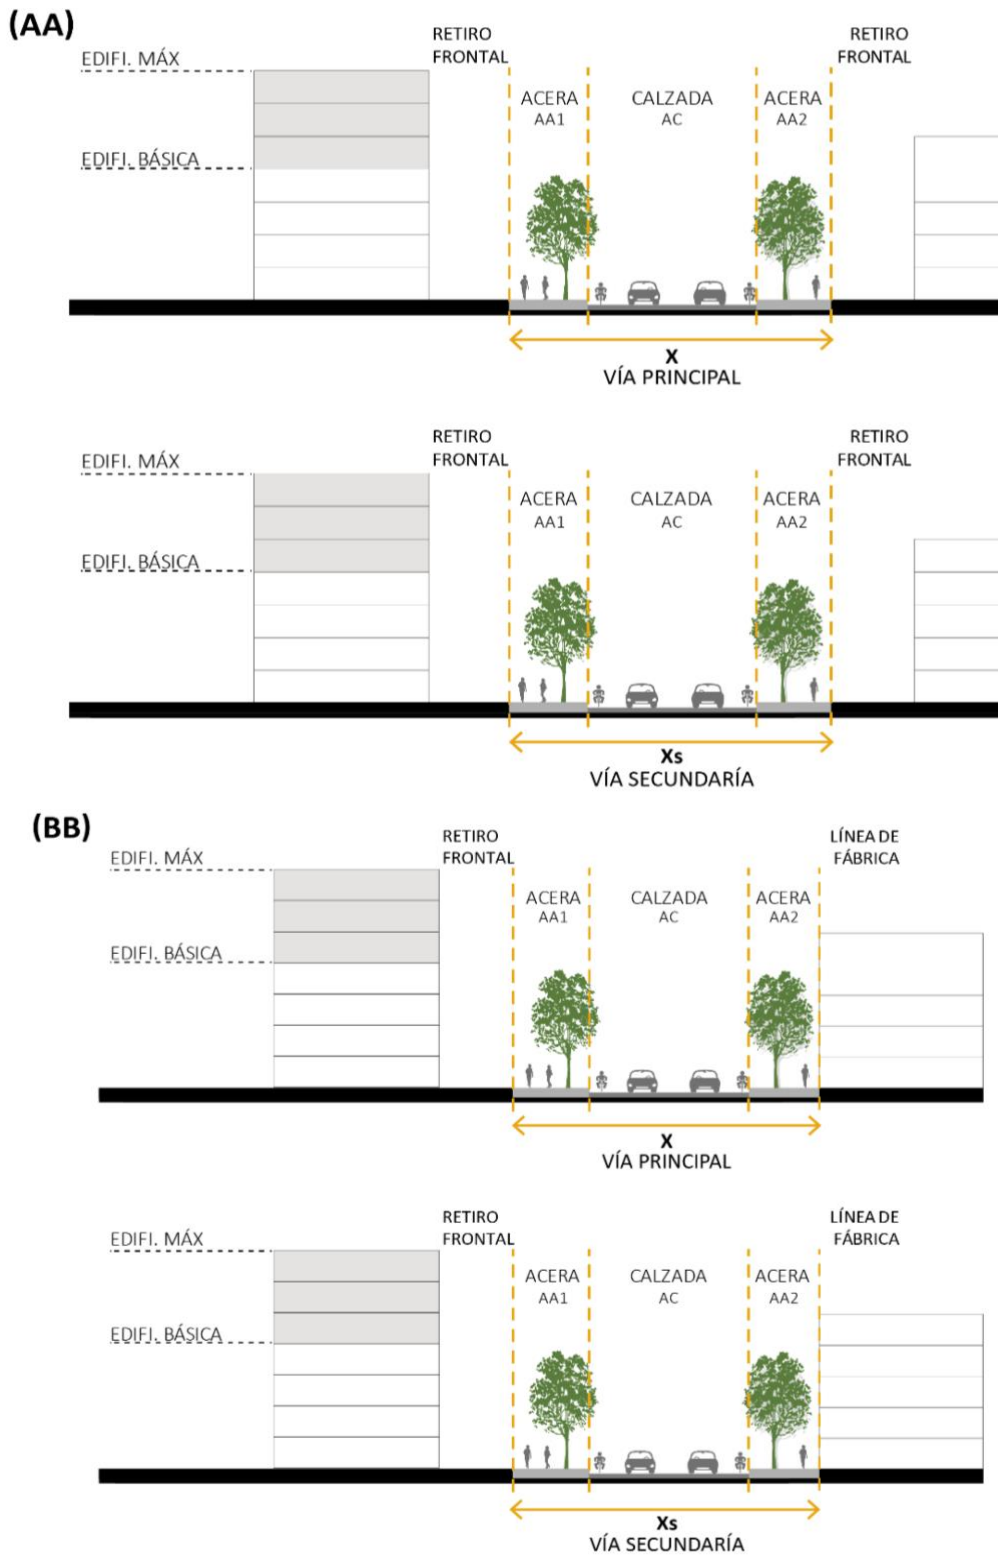 (AA)
RETIRO
FRONTAL
RETIRO
FRONTAL
EDIFI. MÁX
ACERA
AA1
CALZADA
AC
ACERA
AA2
EDIFI. BÁSICA
X
VÍA PRINCIPAL
RETIRO
FRONTAL
RETIRO
FRONTAL
EDIFI. MÁX
ACERA
AA1
CALZADA
AC
ACERA
AA2
EDIFI. BÁSICA
Xs
VÍA SECUNDARÍA
(BB)
RETIRO
FRONTAL
LÍNEA DE
FÁBRICA
EDIFI. MÁX
ACERA
AA1
CALZADA
AC
ACERA
AA2
EDIFI. BÁSICA
X
VÍA PRINCIPAL
RETIRO
FRONTAL
LÍNEA DE
FÁBRICA
EDIFI. MÁX
ACERA
AA1
CALZADA
AC
ACERA
AA2
EDIFI. BÁSICA
Xs
VÍA SECUNDARÍA